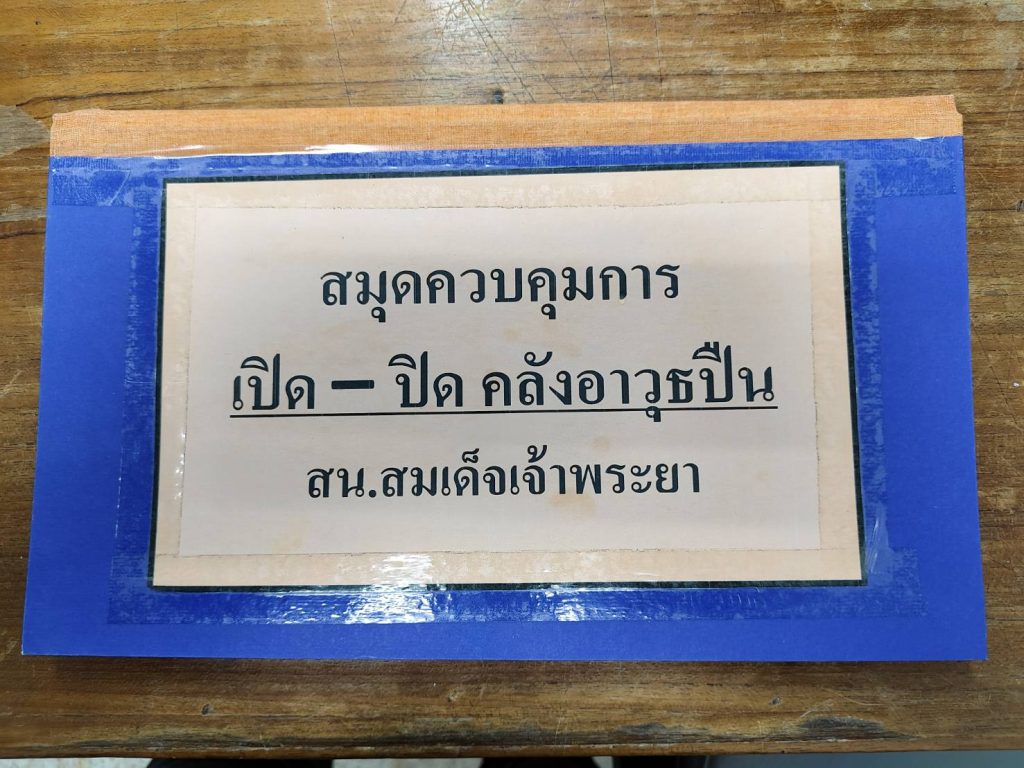 สมุดควบคุมการ
เปิด – ปิด คลังอาวุธปืน
สน.สมเด็จเจ้าพระยา